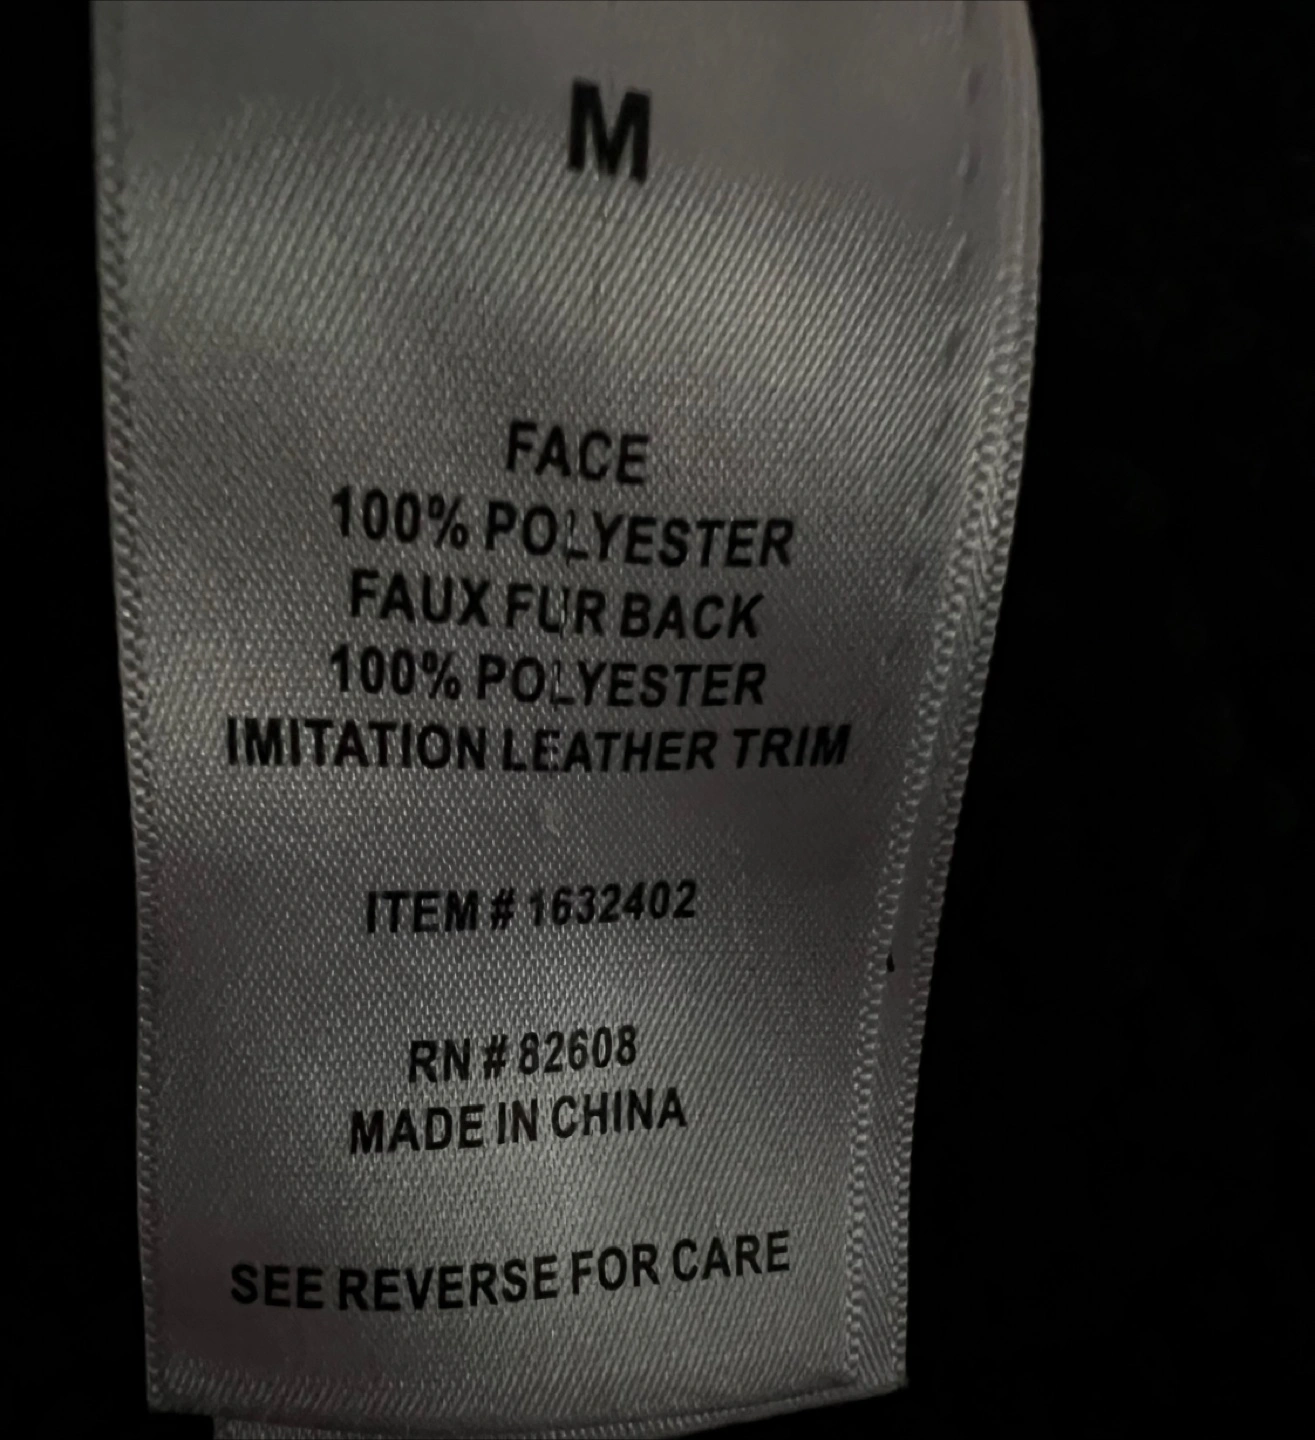 M
FACE
100% POLYESTER
FAUX FUR BACK
100% POLYESTER
IMITATION LEATHER TRIM
ITEM # 1632402
RN # 82608
MADE IN CHINA
SEE REVERSE FOR CARE